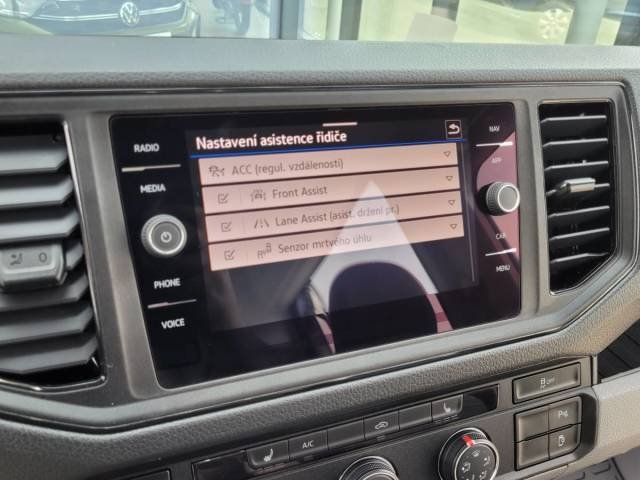 RADIO
MEDIA
PHONE
VOICE
Nastavení asistence řidiče
ACC (regul. vzdálenosti)
Front Assist
Lane Assist (asist. držení pr.)
Senzor mrtvého úhlu
NAV
APP
CAR
MENU
A/C
OFF
P